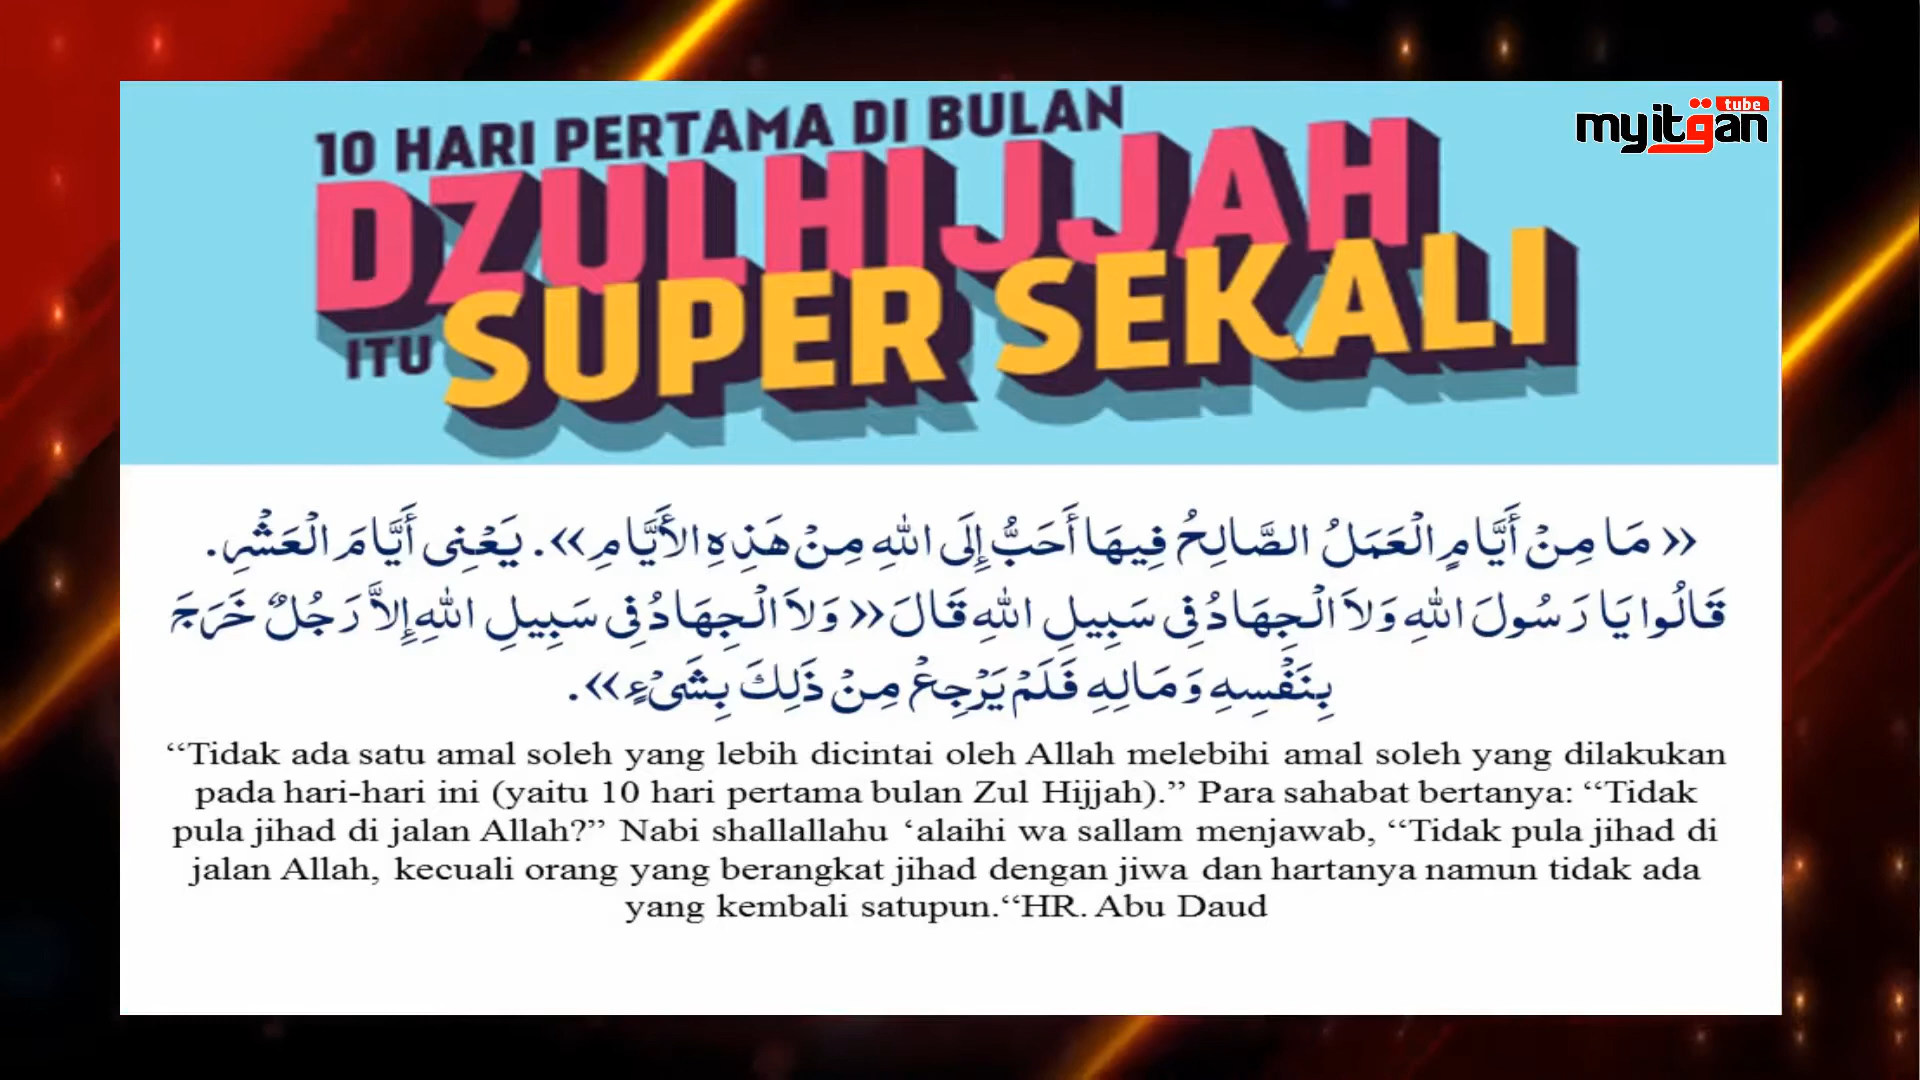 10 HARI PERTAMA DI BULAN
DZULHIJJAH
ITU SUPER SEKALI
myitqan tube
« مَا مِنْ أَيَّامٍ الْعَمَلُ الصَّالِحُ فِيهَا أَحَبُّ إِلَى اللهِ مِنْ هَذِهِ الأَيَّامِ ». يَعْنِى أَيَّامَ الْعَشْرِ.
قَالُوا يَا رَسُولَ اللهِ وَلاَ الْجِهَادُ فِى سَبِيلِ اللهِ قَالَ « وَلاَ الْجِهَادُ فِى سَبِيلِ اللهِ إِلاَّ رَجُلٌ خَرَجَ
بِنَفْسِهِ وَمَالِهِ فَلَمْ يَرْجِعْ مِنْ ذَلِكَ بِشَىْءٍ ».
“Tidak ada satu amal soleh yang lebih dicintai oleh Allah melebihi amal soleh yang dilakukan
pada hari-hari ini (yaitu 10 hari pertama bulan Zul Hijjah).” Para sahabat bertanya: “Tidak
pula jihad di jalan Allah?” Nabi shallallahu ‘alaihi wa sallam menjawab, “Tidak pula jihad di
jalan Allah, kecuali orang yang berangkat jihad dengan jiwa dan hartanya namun tidak ada
yang kembali satupun.“HR. Abu Daud